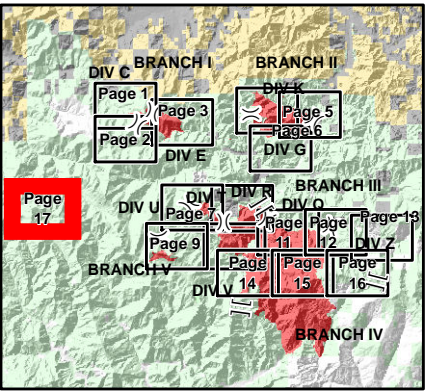 BRANCH I
BRANCH II
DIV C
DIV K
Page 1
Page 3
Page 5
Page 2
Page 6
DIV E
DIV G
Page
17
BRANCH III
DIV R
DIV U
DIV Q
Page 7
Page
11
Page
12
Page 13
Page 9
DIV Z
BRANCH V
Page
14
Page
15
Page
16
DIV V
BRANCH IV